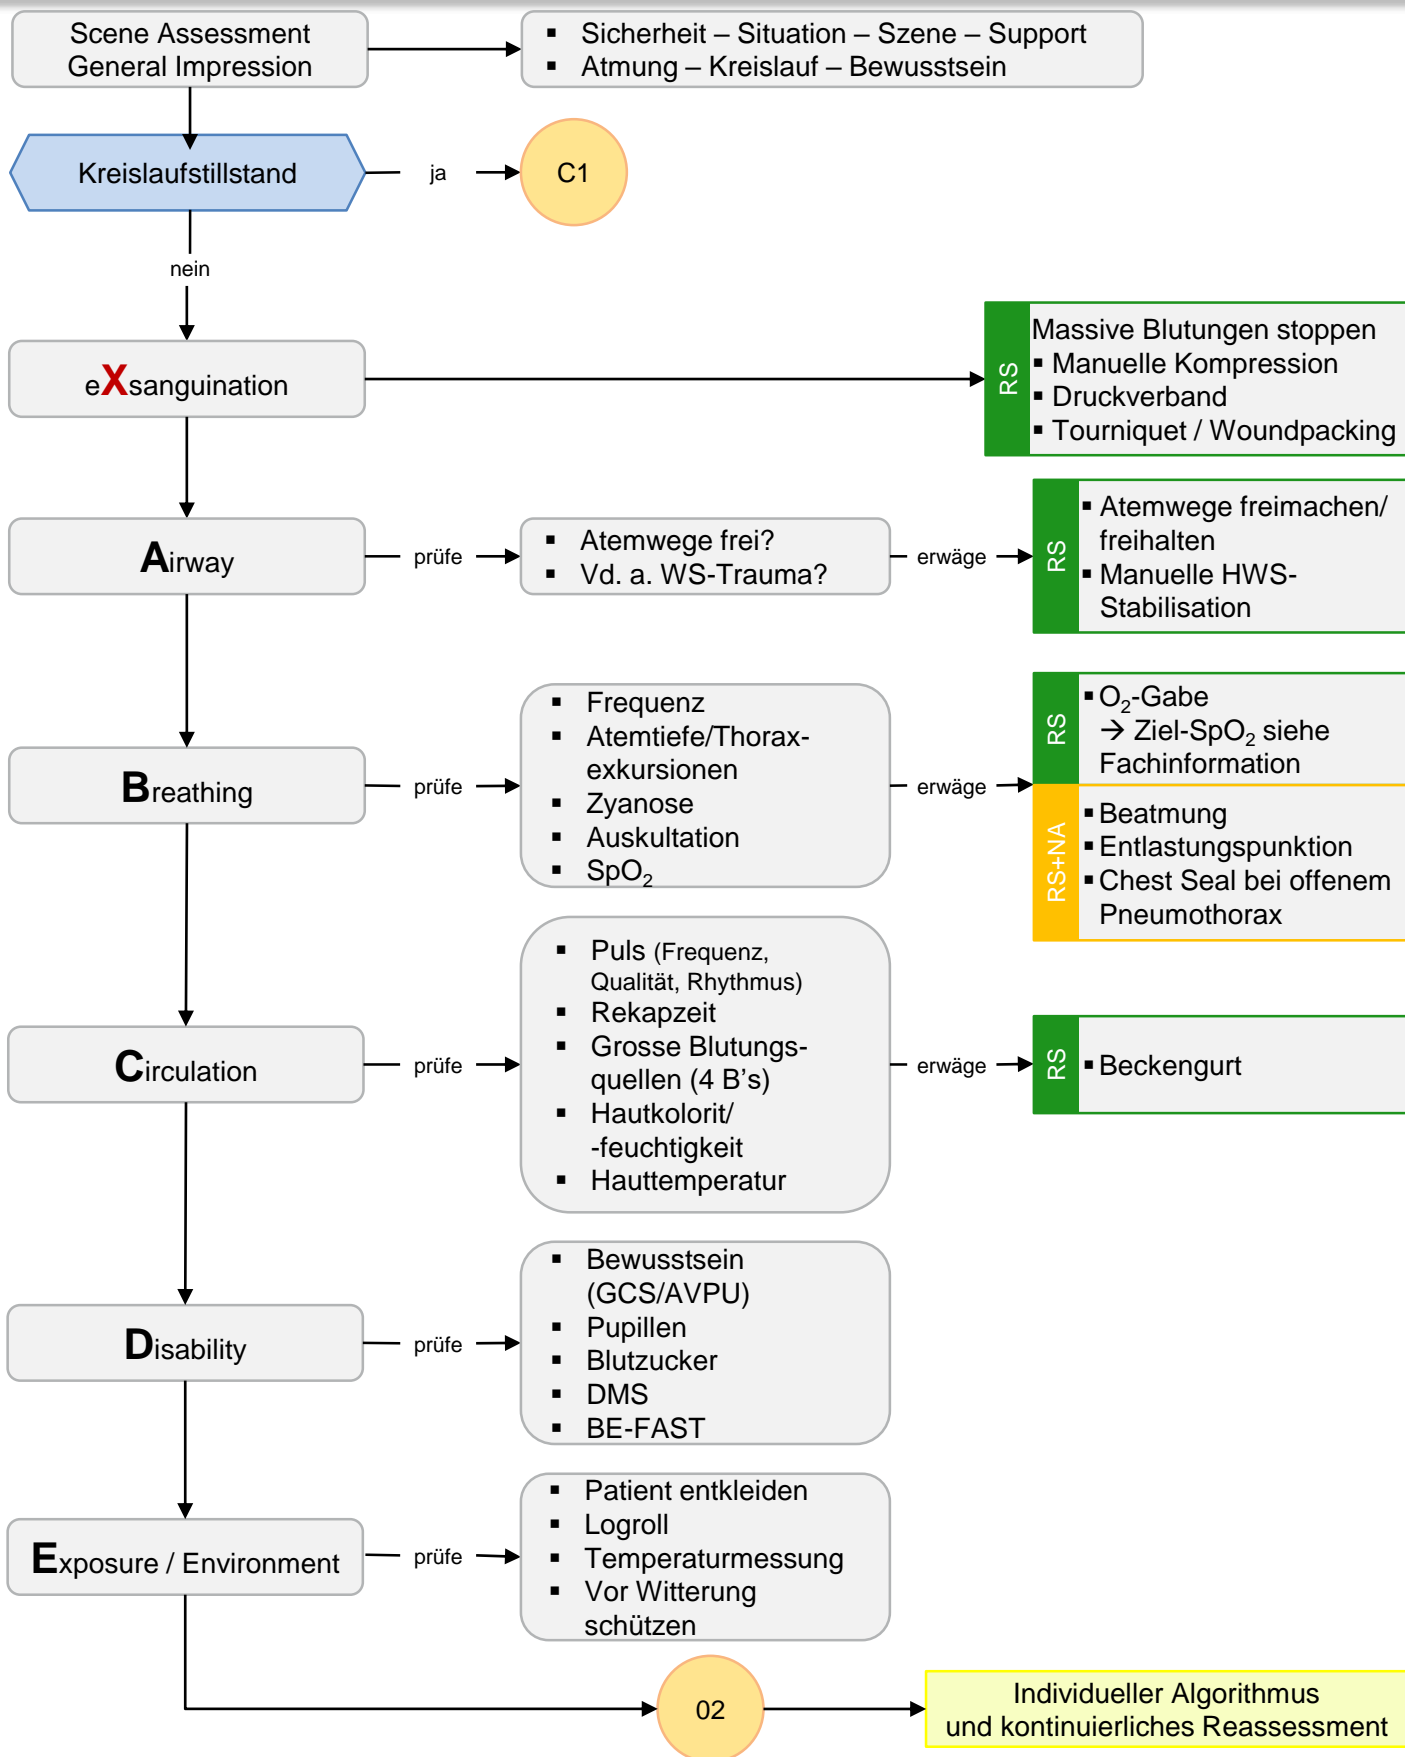 Scene Assessment
General Impression
▪ Sicherheit – Situation – Szene – Support
▪ Atmung – Kreislauf – Bewusstsein
Kreislaufstillstand
ja
C1
nein
eXsanguination
RS
Massive Blutungen stoppen
▪ Manuelle Kompression
▪ Druckverband
▪ Tourniquet / Woundpacking
Airway
prüfe
▪ Atemwege frei?
▪ Vd. a. WS-Trauma?
erwäge
RS
▪ Atemwege freimachen/
freihalten
▪ Manuelle HWS-
Stabilisation
Breathing
prüfe
▪ Frequenz
▪ Atemtiefe/Thorax-
exkursionen
▪ Zyanose
▪ Auskultation
▪ SpO₂
erwäge
RS
▪ O₂-Gabe
→ Ziel-SpO₂ siehe
Fachinformation
RS+NA
▪ Beatmung
▪ Entlastungspunktion
▪ Chest Seal bei offenem
Pneumothorax
Circulation
prüfe
▪ Puls (Frequenz,
Qualität, Rhythmus)
▪ Rekapzeit
▪ Grosse Blutungs-
quellen (4 B's)
▪ Hautkolorit/
-feuchtigkeit
▪ Hauttemperatur
erwäge
RS
▪ Beckengurt
Disability
prüfe
▪ Bewusstsein
(GCS/AVPU)
▪ Pupillen
▪ Blutzucker
▪ DMS
▪ BE-FAST
Exposure / Environment
prüfe
▪ Patient entkleiden
▪ Logroll
▪ Temperaturmessung
▪ Vor Witterung
schützen
02
Individueller Algorithmus
und kontinuierliches Reassessment